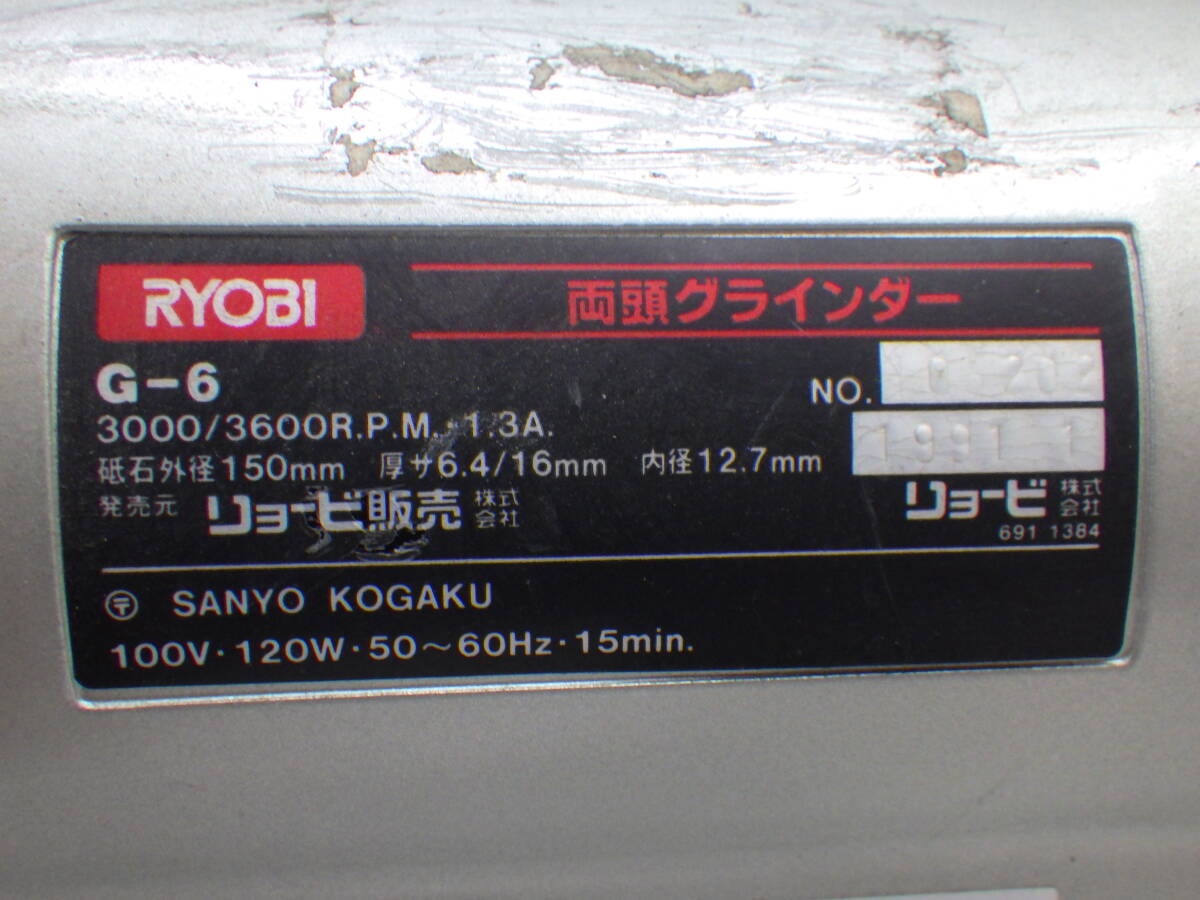 RYOBI
両頭グラインダー
G-6
NO.
3000/3600R.P.M. · 1.3A.
1991 1
砥石外径150mm 厚サ6.4/16mm 内径12.7mm
発売元 リョービ販売 株式会社
リョービ 株式会社
691 1384
〶 SANYO KOGAKU
100V·120W·50～60Hz·15min.